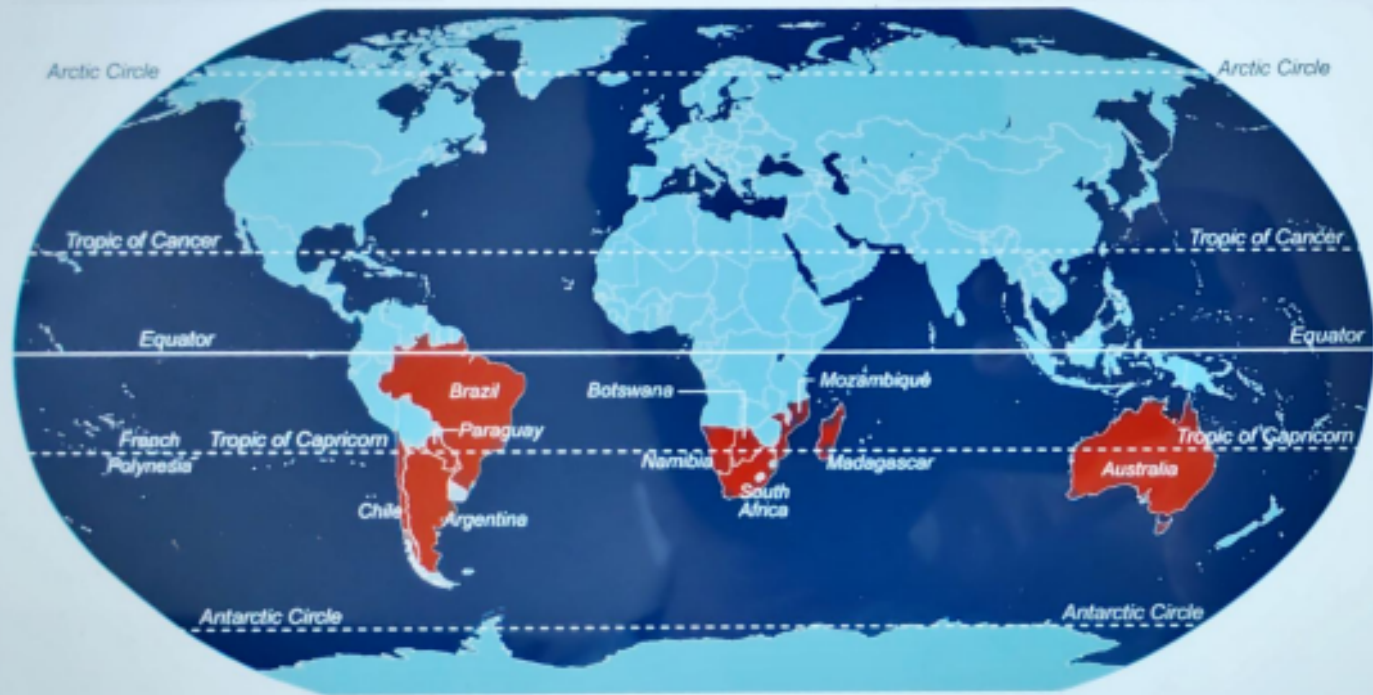 Arctic Circle
Arctic Circle
Tropic of Cancer
Tropic of Cancer
Equator
Equator
Brazil
Botswana
Mozambique
Paraguay
French
Polynesia
Tropic of Capricorn
Tropic of Capricorn
Namibia
Madagascar
Australia
South
Africa
Chile
Argentina
Antarctic Circle
Antarctic Circle